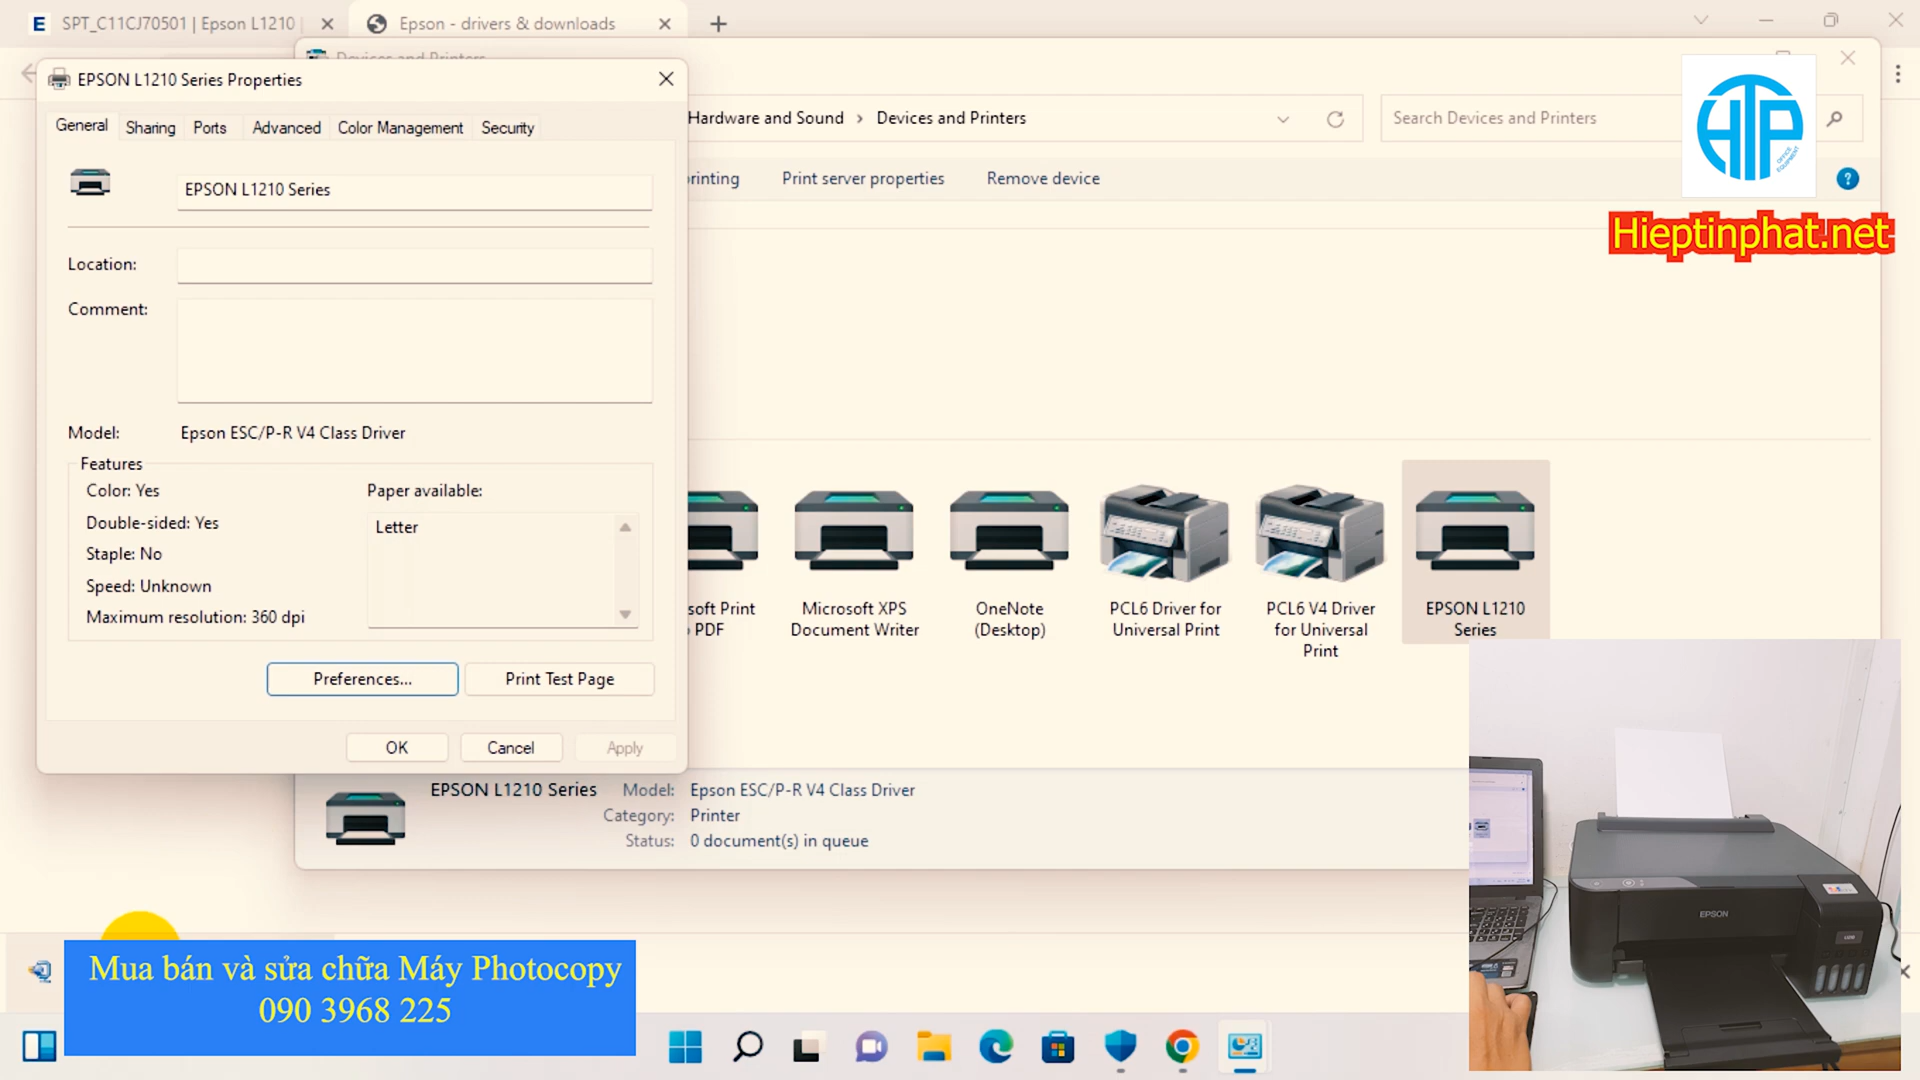 SPT_C11CJ70501 | Epson L1210 |
Epson - drivers & downloads
Devices and Printers
EPSON L1210 Series Properties
General
Sharing
Ports
Advanced
Color Management
Security
EPSON L1210 Series
Location:
Comment:
Model: Epson ESC/P-R V4 Class Driver
Features
Color: Yes
Double-sided: Yes
Staple: No
Speed: Unknown
Maximum resolution: 360 dpi
Paper available:
Letter
Preferences...
Print Test Page
OK
Cancel
Apply
Hardware and Sound > Devices and Printers
Search Devices and Printers
rinting
Print server properties
Remove device
HTP
OFFICE EQUIPMENT
Hieptinphat.net
soft Print
PDF
Microsoft XPS
Document Writer
OneNote
(Desktop)
PCL6 Driver for
Universal Print
PCL6 V4 Driver
for Universal
Print
EPSON L1210
Series
EPSON L1210 Series
Model: Epson ESC/P-R V4 Class Driver
Category: Printer
Status: 0 document(s) in queue
EPSON
Mua bán và sửa chữa Máy Photocopy
090 3968 225